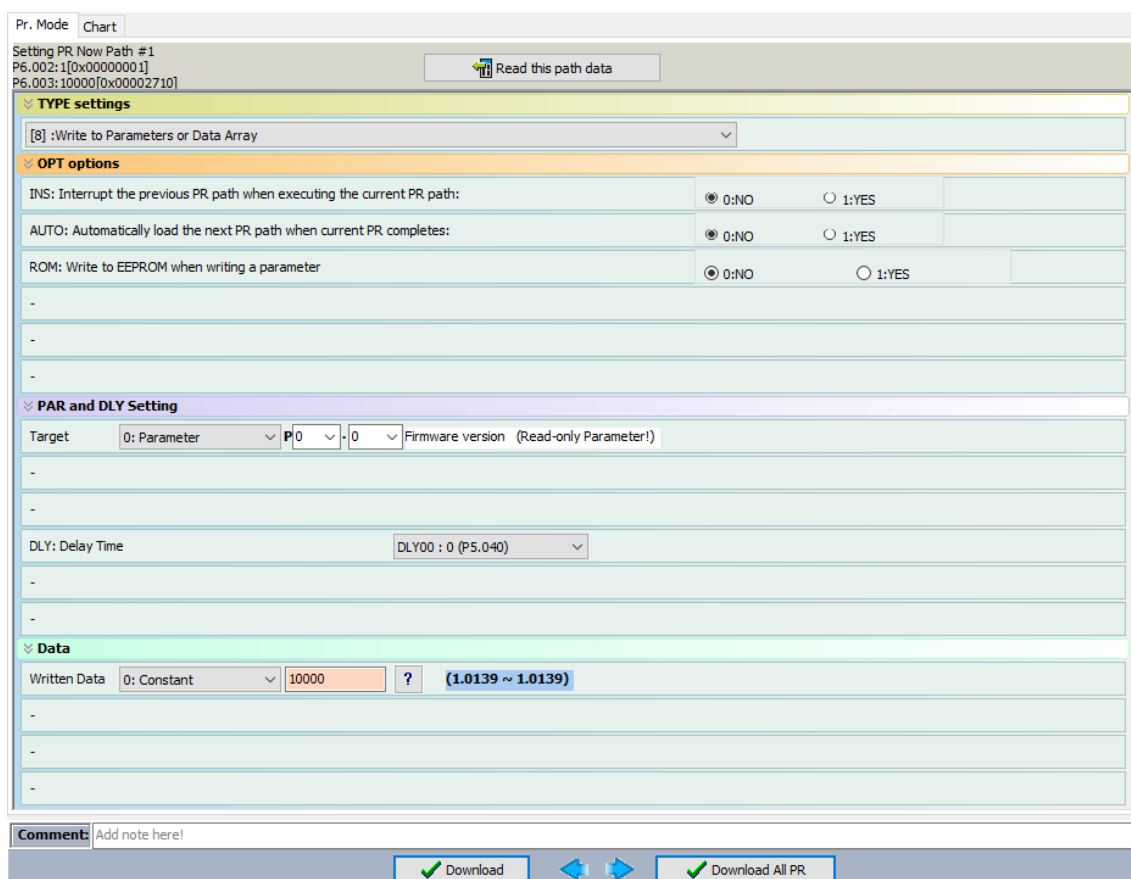 Pr. Mode Chart
Setting PR Now Path #1
P6.002:1[0x00000001]
P6.003:10000[0x00002710]
Read this path data
TYPE settings
[8] :Write to Parameters or Data Array
OPT options
INS: Interrupt the previous PR path when executing the current PR path: 0:NO 1:YES
AUTO: Automatically load the next PR path when current PR completes: 0:NO 1:YES
ROM: Write to EEPROM when writing a parameter 0:NO 1:YES
-
-
-
PAR and DLY Setting
Target 0: Parameter P 0 . 0 Firmware version (Read-only Parameter!)
-
-
DLY: Delay Time DLY00 : 0 (P5.040)
-
-
Data
Written Data 0: Constant 10000 ? (1.0139 ~ 1.0139)
-
-
-
Comment: Add note here!
Download Download All PR